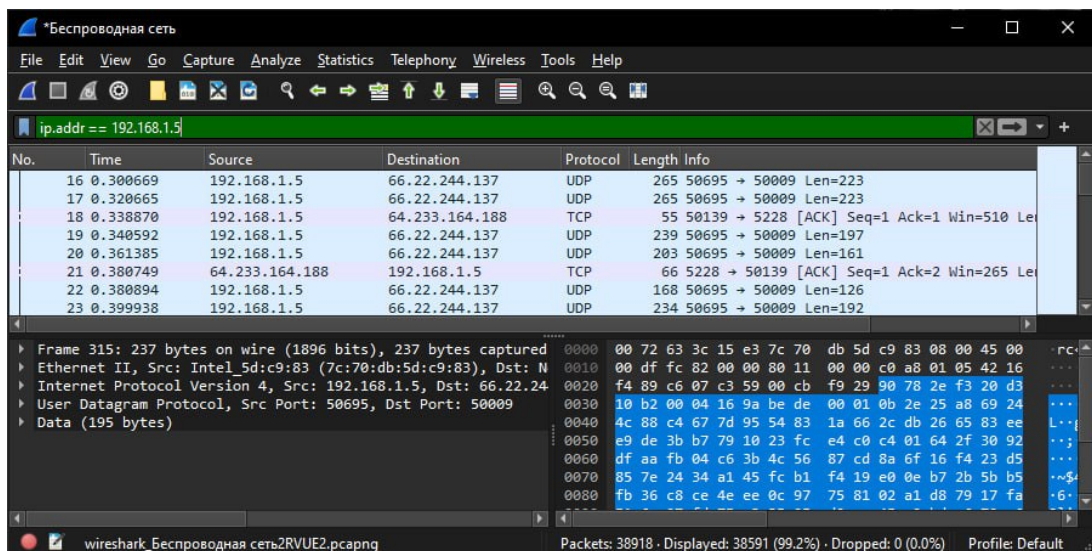 *Беспроводная сеть
File Edit View Go Capture Analyze Statistics Telephony Wireless Tools Help
ip.addr == 192.168.1.5
No. Time Source Destination Protocol Length Info
16 0.300669 192.168.1.5 66.22.244.137 UDP 265 50695 → 50009 Len=223
17 0.320665 192.168.1.5 66.22.244.137 UDP 265 50695 → 50009 Len=223
18 0.338870 192.168.1.5 64.233.164.188 TCP 55 50139 → 5228 [ACK] Seq=1 Ack=1 Win=510 Le
19 0.340592 192.168.1.5 66.22.244.137 UDP 239 50695 → 50009 Len=197
20 0.361385 192.168.1.5 66.22.244.137 UDP 203 50695 → 50009 Len=161
21 0.380749 64.233.164.188 192.168.1.5 TCP 66 5228 → 50139 [ACK] Seq=1 Ack=2 Win=265 Le
22 0.380894 192.168.1.5 66.22.244.137 UDP 168 50695 → 50009 Len=126
23 0.399938 192.168.1.5 66.22.244.137 UDP 234 50695 → 50009 Len=192
Frame 315: 237 bytes on wire (1896 bits), 237 bytes captured
Ethernet II, Src: Intel_5d:c9:83 (7c:70:db:5d:c9:83), Dst: N
Internet Protocol Version 4, Src: 192.168.1.5, Dst: 66.22.24
User Datagram Protocol, Src Port: 50695, Dst Port: 50009
Data (195 bytes)
0000 00 72 63 3c 15 e3 7c 70 db 5d c9 83 08 00 45 00 ·rc<
0010 00 df fc 82 00 00 80 11 00 00 c0 a8 01 05 42 16 ····
0020 f4 89 c6 07 c3 59 00 cb f9 29 90 78 2e f3 20 d3
0030 10 b2 00 04 16 9a be de 00 01 0b 2e 25 a8 69 24 ····
0040 4c 88 c4 67 7d 95 54 83 1a 66 2c db 26 65 83 ee L··g
0050 e9 de 3b b7 79 10 23 fc e4 c0 c4 01 64 2f 30 92 ··;·
0060 df aa fb 04 c6 3b 4c 56 87 cd 8a 6f 16 f4 23 d5 ····
0070 85 7e 24 34 a1 45 fc b1 f4 19 e0 0e b7 2b 5b b5 ·~$4
0080 fb 36 c8 ce 4e ee 0c 97 75 81 02 a1 d8 79 17 fa ·6··
wireshark_Беспроводная сеть2RVUE2.pcapng Packets: 38918 · Displayed: 38591 (99.2%) · Dropped: 0 (0.0%) Profile: Default